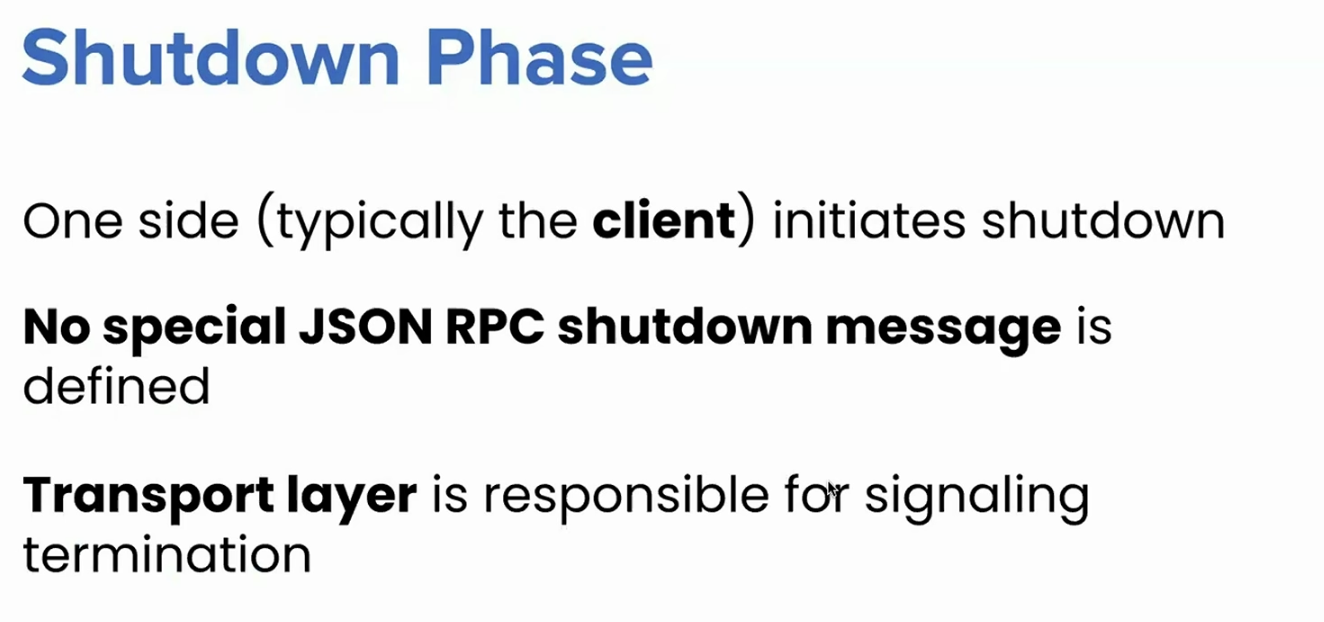 Shutdown Phase
One side (typically the client) initiates shutdown
No special JSON RPC shutdown message is
defined
Transport layer is responsible for signaling
termination